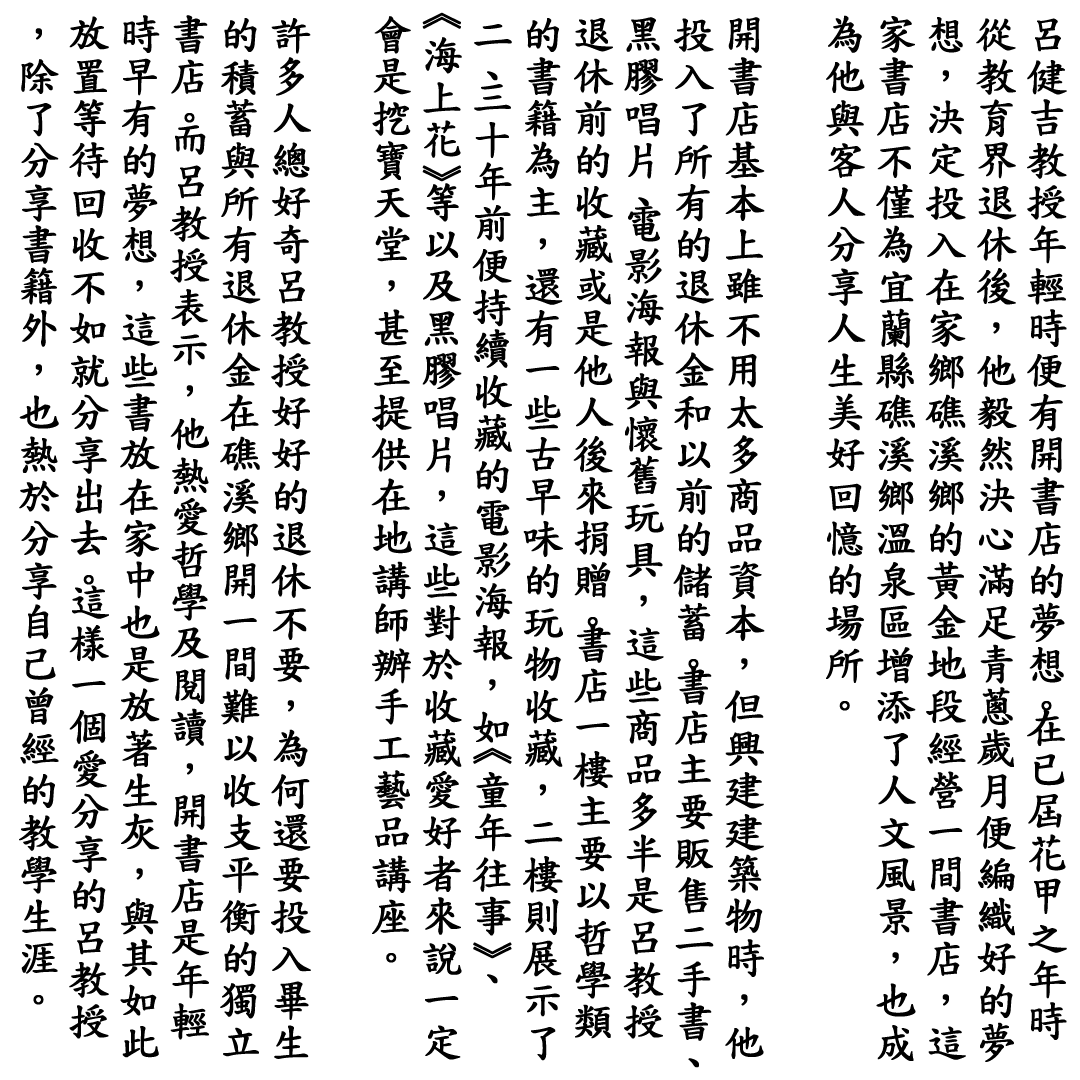 呂健吉教授年輕時便有開書店的夢想。在已屆花甲之年時
從教育界退休後，他毅然決心滿足青蔥歲月便編織好的夢
想，決定投入在家鄉礁溪鄉的黃金地段經營一間書店，這
家書店不僅為宜蘭縣礁溪鄉溫泉區增添了人文風景，也成
為他與客人分享人生美好回憶的場所。
開書店基本上雖不用太多商品資本，但興建建築物時，他
投入了所有的退休金和以前的儲蓄。書店主要販售二手書、
黑膠唱片、電影海報與懷舊玩具，這些商品多半是呂教授
退休前的收藏或是他人後來捐贈。書店一樓主要以哲學類
的書籍為主，還有一些古早味的玩物收藏，二樓則展示了
二、三十年前便持續收藏的電影海報，如《童年往事》、
《海上花》等以及黑膠唱片，這些對於收藏愛好者來說一定
會是挖寶天堂，甚至提供在地講師辦手工藝品講座。
許多人總好奇呂教授好好的退休不要，為何還要投入畢生
的積蓄與所有退休金在礁溪鄉開一間難以收支平衡的獨立
書店。而呂教授表示，他熱愛哲學及閱讀，開書店是年輕
時早有的夢想，這些書放在家中也是放著生灰，與其如此
放置等待回收不如就分享出去。這樣一個愛分享的呂教授
，除了分享書籍外，也熱於分享自己曾經的教學生涯。